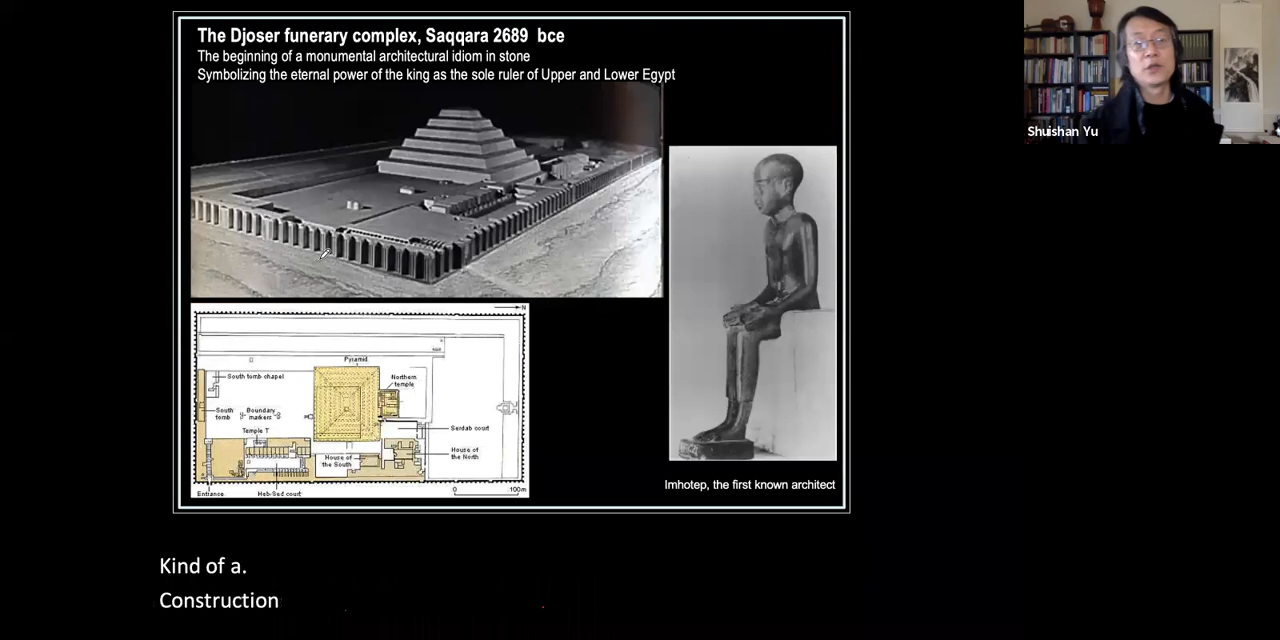 The Djoser funerary complex, Saqqara 2689 bce
The beginning of a monumental architectural idiom in stone
Symbolizing the eternal power of the king as the sole ruler of Upper and Lower Egypt
Shuishan Yu
N
Pyramid
South tomb chapel
Northern
temple
South
tomb
Boundary
markers
Temple T
Serdab court
House of
the South
House of
the North
Entrance
Heb-Sed court
0
100m
Imhotep, the first known architect
Kind of a.
Construction